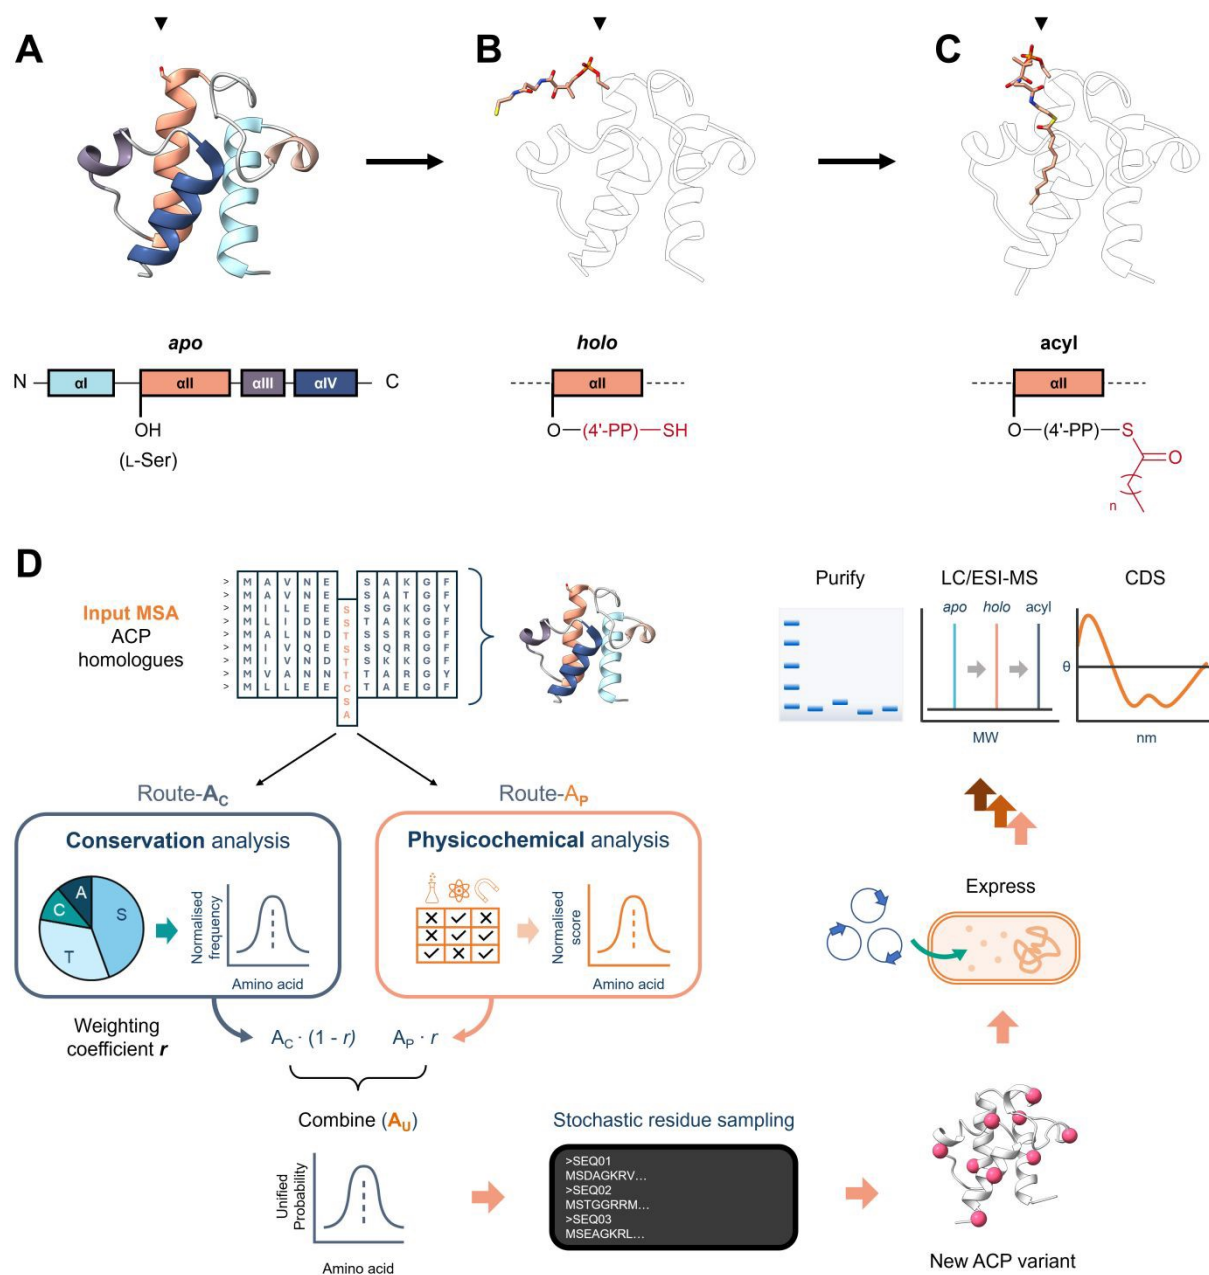 A
B
C
apo
holo
acyl
N
αI
αII
αIII
αIV
C
OH
(L-Ser)
αII
O—(4'-PP)—SH
αII
O—(4'-PP)—S
O
n
D
Input MSA
ACP
homologues
> M A V N E S A K G F
S
S
T
S
T
T
C
S
A
Purify
LC/ESI-MS
CDS
apo
holo
acyl
θ
MW
nm
Route-AC
Route-AP
Conservation analysis
Physicochemical analysis
A
C
S
T
Normalised
frequency
Amino acid
Normalised
score
Amino acid
Express
Weighting
coefficient r
AC · (1 - r)
AP · r
Combine (AU)
Unified
Probability
Amino acid
Stochastic residue sampling
>SEQ01
MSDAGKRV...
>SEQ02
MSTGGRRM...
>SEQ03
MSEAGKRL...
New ACP variant